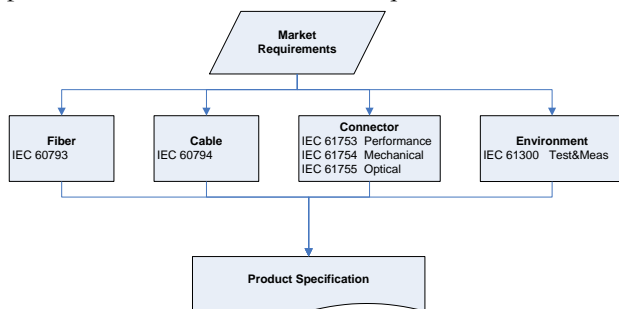 Market
Requirements
Fiber
IEC 60793
Cable
IEC 60794
Connector
IEC 61753 Performance
IEC 61754 Mechanical
IEC 61755 Optical
Environment
IEC 61300 Test&Meas
Product Specification